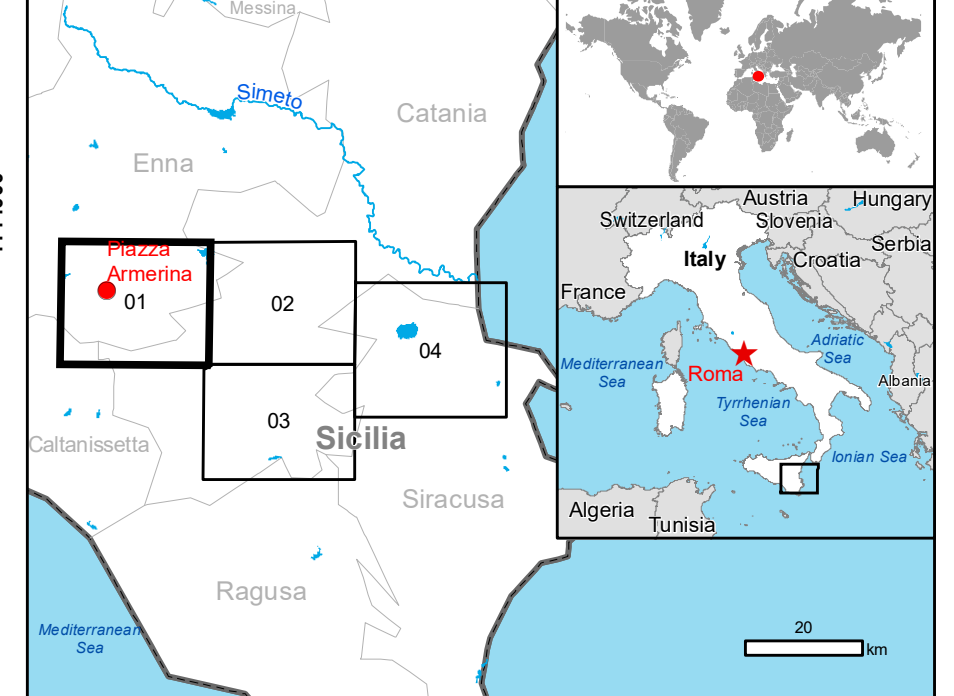 Messina
Simeto
Catania
Enna
Piazza
Armerina
01
02
04
03
Sicilia
Caltanissetta
Siracusa
Ragusa
Mediterranean
Sea
Austria
Hungary
Switzerland
Slovenia
Serbia
Italy
Croatia
France
Adriatic
Sea
Mediterranean
Sea
Roma
Albania
Tyrrhenian
Sea
Ionian Sea
Algeria
Tunisia
20
km